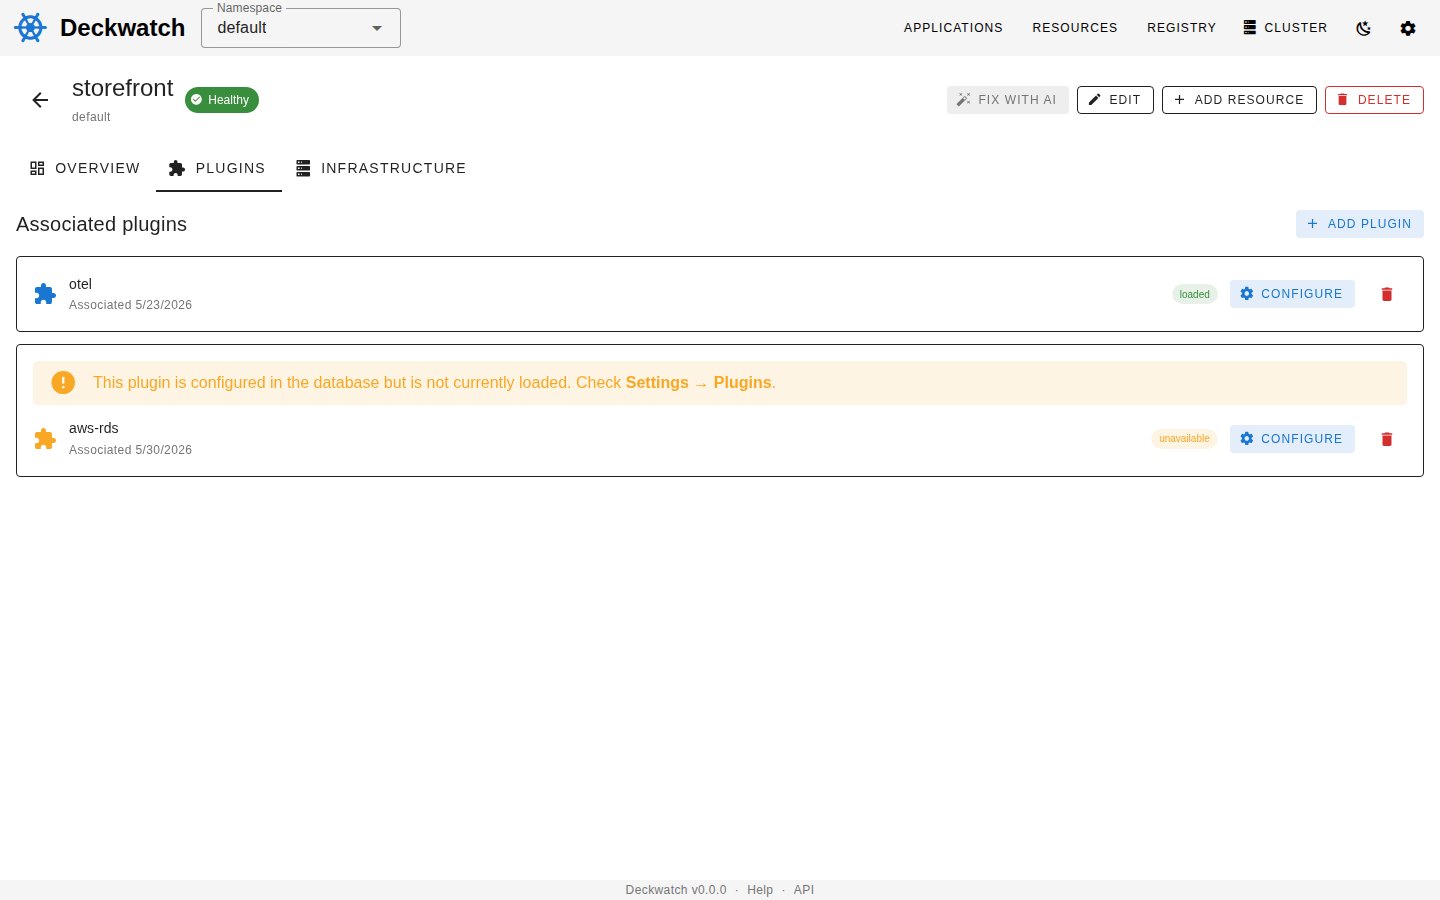 Deckwatch
Namespace
default
APPLICATIONS
RESOURCES
REGISTRY
CLUSTER
storefront
default
Healthy
FIX WITH AI
EDIT
ADD RESOURCE
DELETE
OVERVIEW
PLUGINS
INFRASTRUCTURE
Associated plugins
ADD PLUGIN
otel
Associated 5/23/2026
loaded
CONFIGURE
This plugin is configured in the database but is not currently loaded. Check Settings → Plugins.
aws-rds
Associated 5/30/2026
unavailable
CONFIGURE
Deckwatch v0.0.0 · Help · API